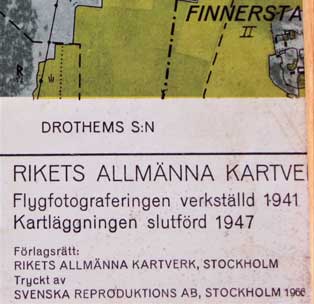 FINNERSTA
II
R
DROTHEMS S:N
RIKETS ALLMÄNNA KARTVE
Flygfotograferingen verkställd 1941
Kartläggningen slutförd 1947
Förlagsrätt:
RIKETS ALLMÄNNA KARTVERK, STOCKHOLM
Tryckt av
SVENSKA REPRODUKTIONS AB, STOCKHOLM